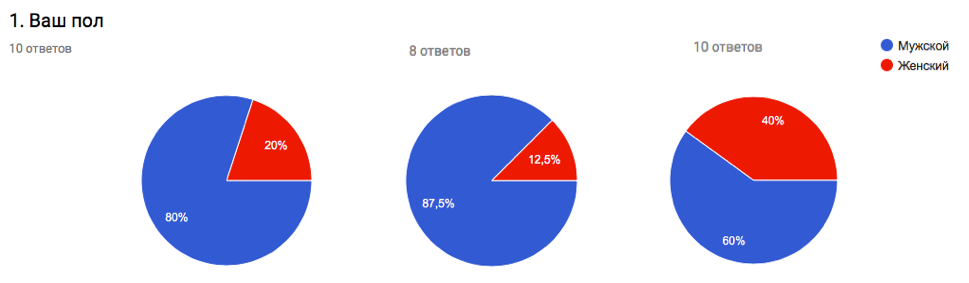 1. Ваш пол
10 ответов
8 ответов
10 ответов
Мужской
Женский
20%
80%
12,5%
87,5%
40%
60%